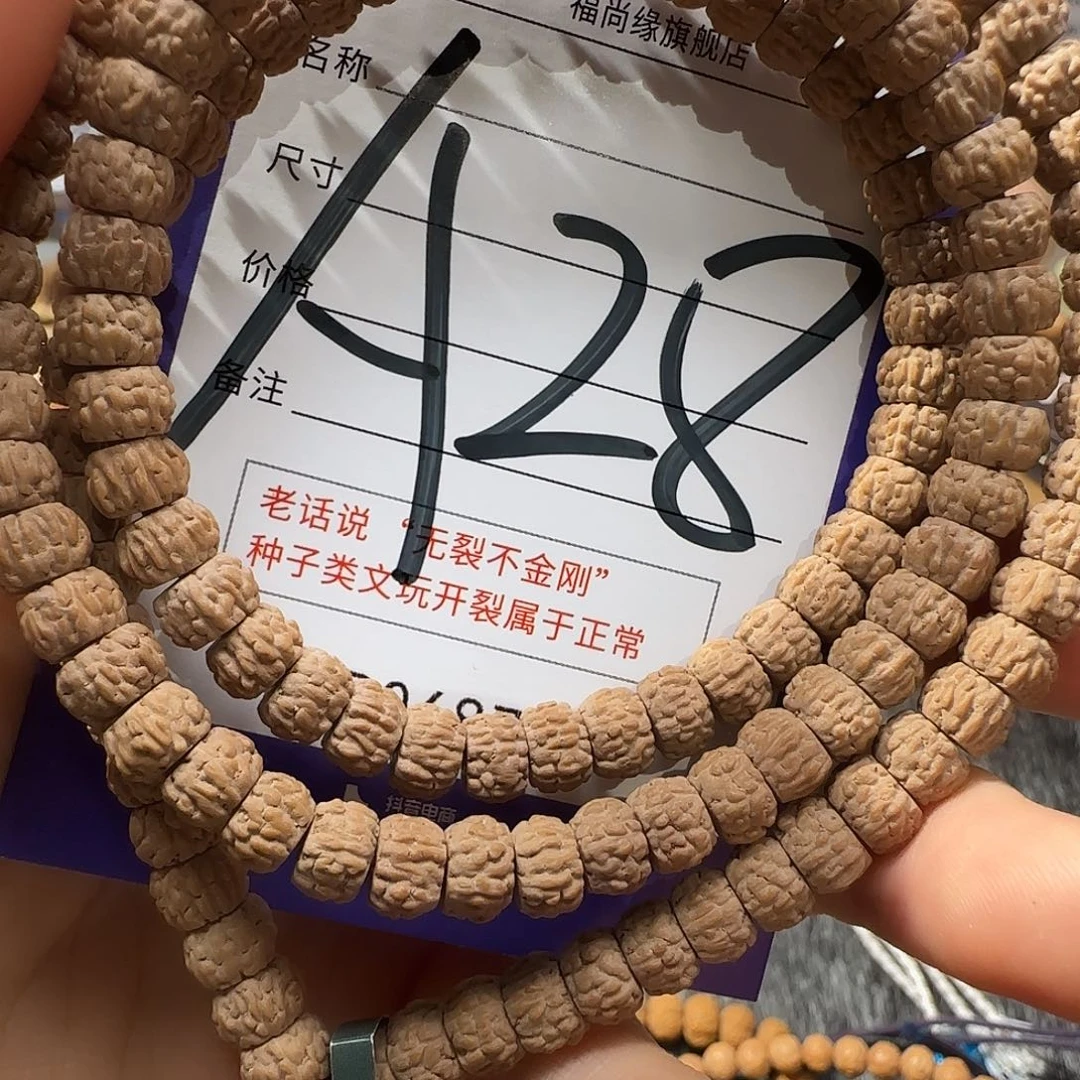 福尚缘旗舰店
名称
尺寸
价格
备注
A28
老话说“无裂不金刚”
种子类文玩开裂属于正常
抖音电商